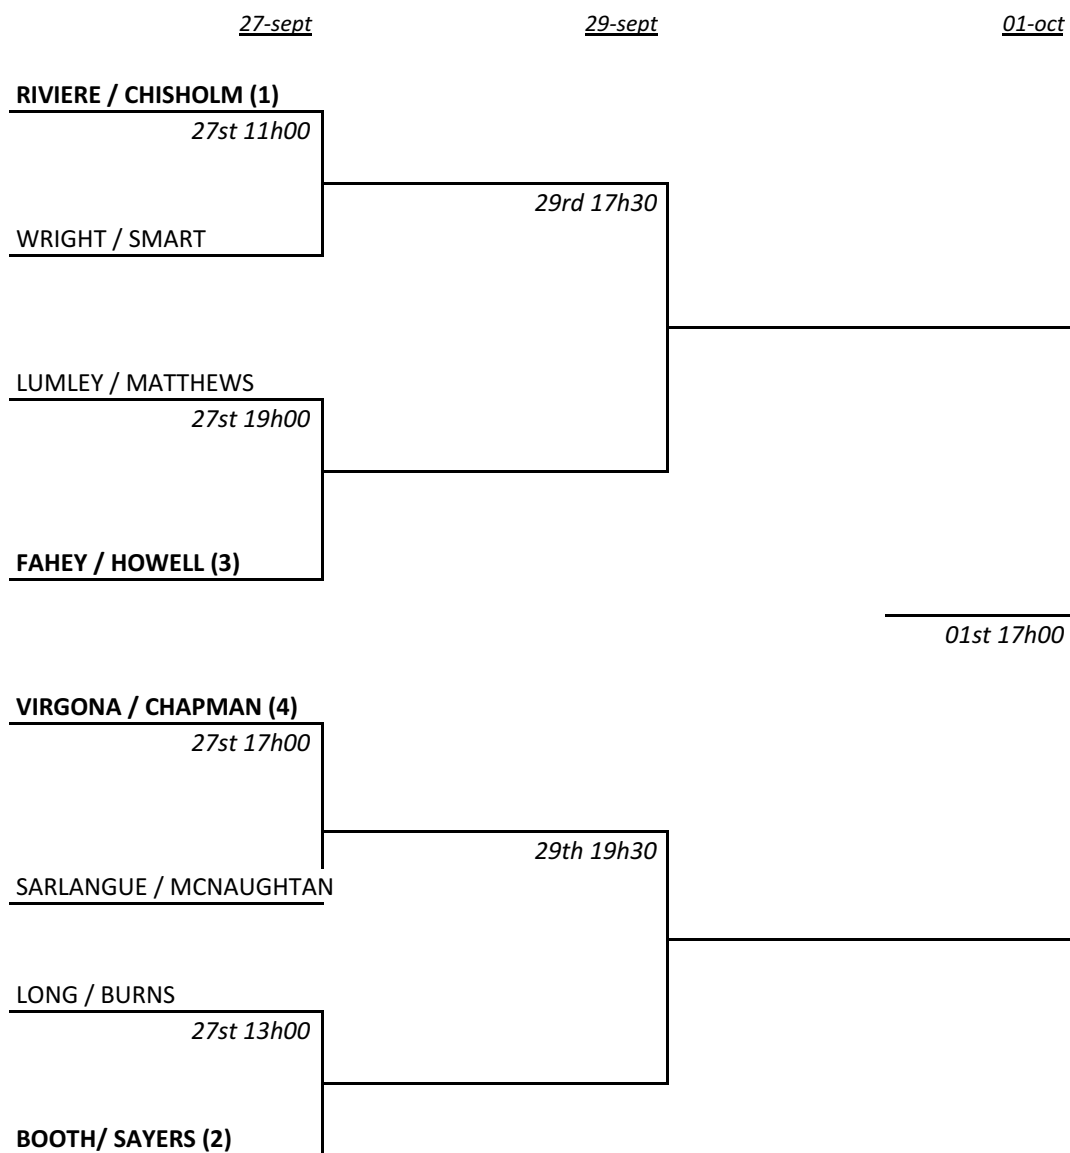 27-sept 29-sept 01-oct
RIVIERE / CHISHOLM (1)
27st 11h00
29rd 17h30
WRIGHT / SMART
LUMLEY / MATTHEWS
27st 19h00
FAHEY / HOWELL (3)
01st 17h00
VIRGONA / CHAPMAN (4)
27st 17h00
29th 19h30
SARLANGUE / MCNAUGHTAN
LONG / BURNS
27st 13h00
BOOTH/ SAYERS (2)